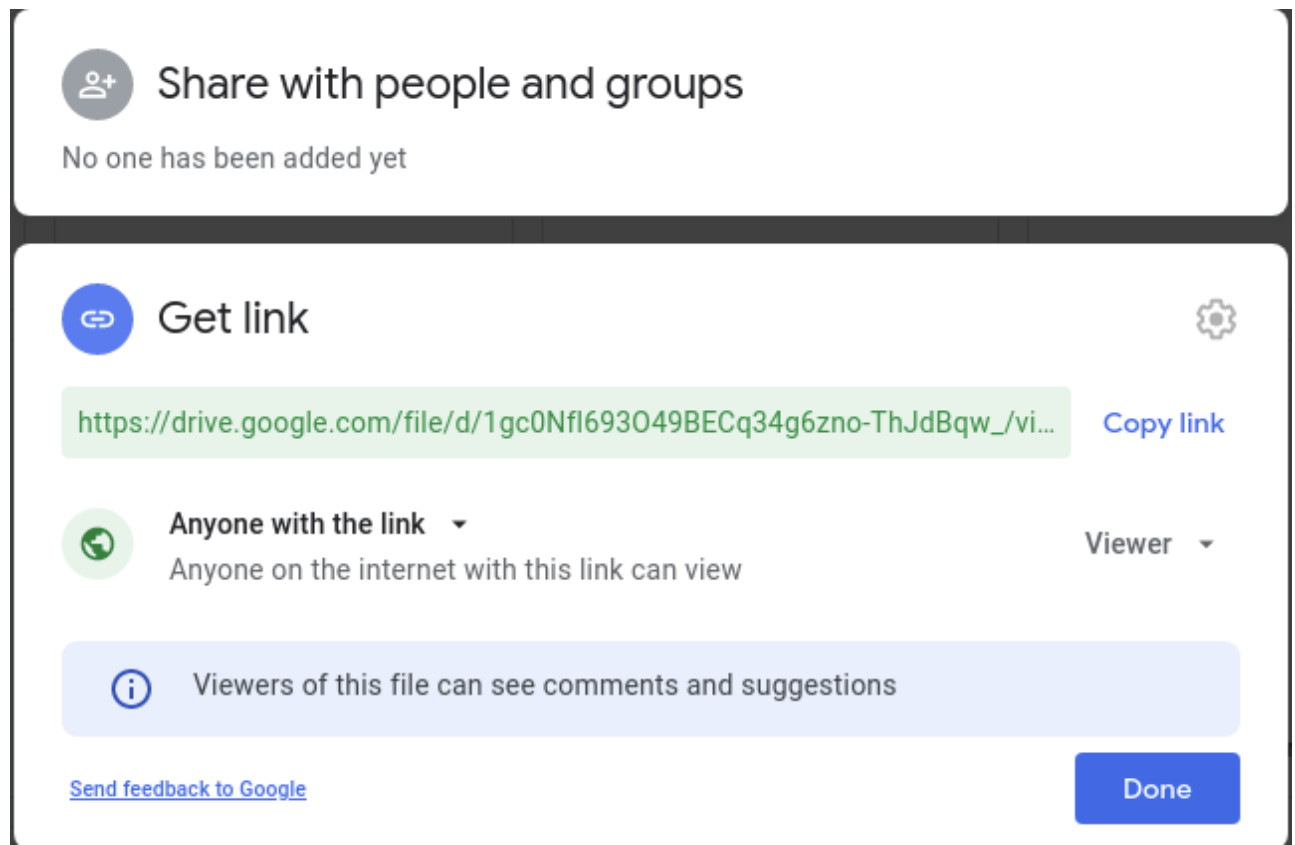 Share with people and groups
No one has been added yet
Get link
https://drive.google.com/file/d/1gc0NfI693O49BECq34g6zno-ThJdBqw_/vi...
Copy link
Anyone with the link
Anyone on the internet with this link can view
Viewer
Viewers of this file can see comments and suggestions
Send feedback to Google
Done